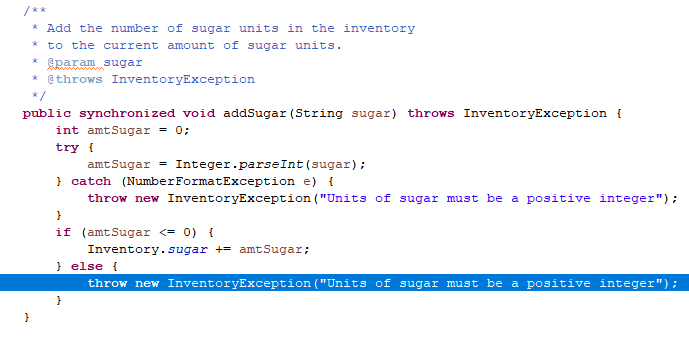 /**
 * Add the number of sugar units in the inventory
 * to the current amount of sugar units.
 * @param sugar
 * @throws InventoryException
 */
public synchronized void addSugar(String sugar) throws InventoryException {
    int amtSugar = 0;
    try {
        amtSugar = Integer.parseInt(sugar);
    } catch (NumberFormatException e) {
        throw new InventoryException("Units of sugar must be a positive integer");
    }
    if (amtSugar <= 0) {
        Inventory.sugar += amtSugar;
    } else {
        throw new InventoryException("Units of sugar must be a positive integer");
    }
}